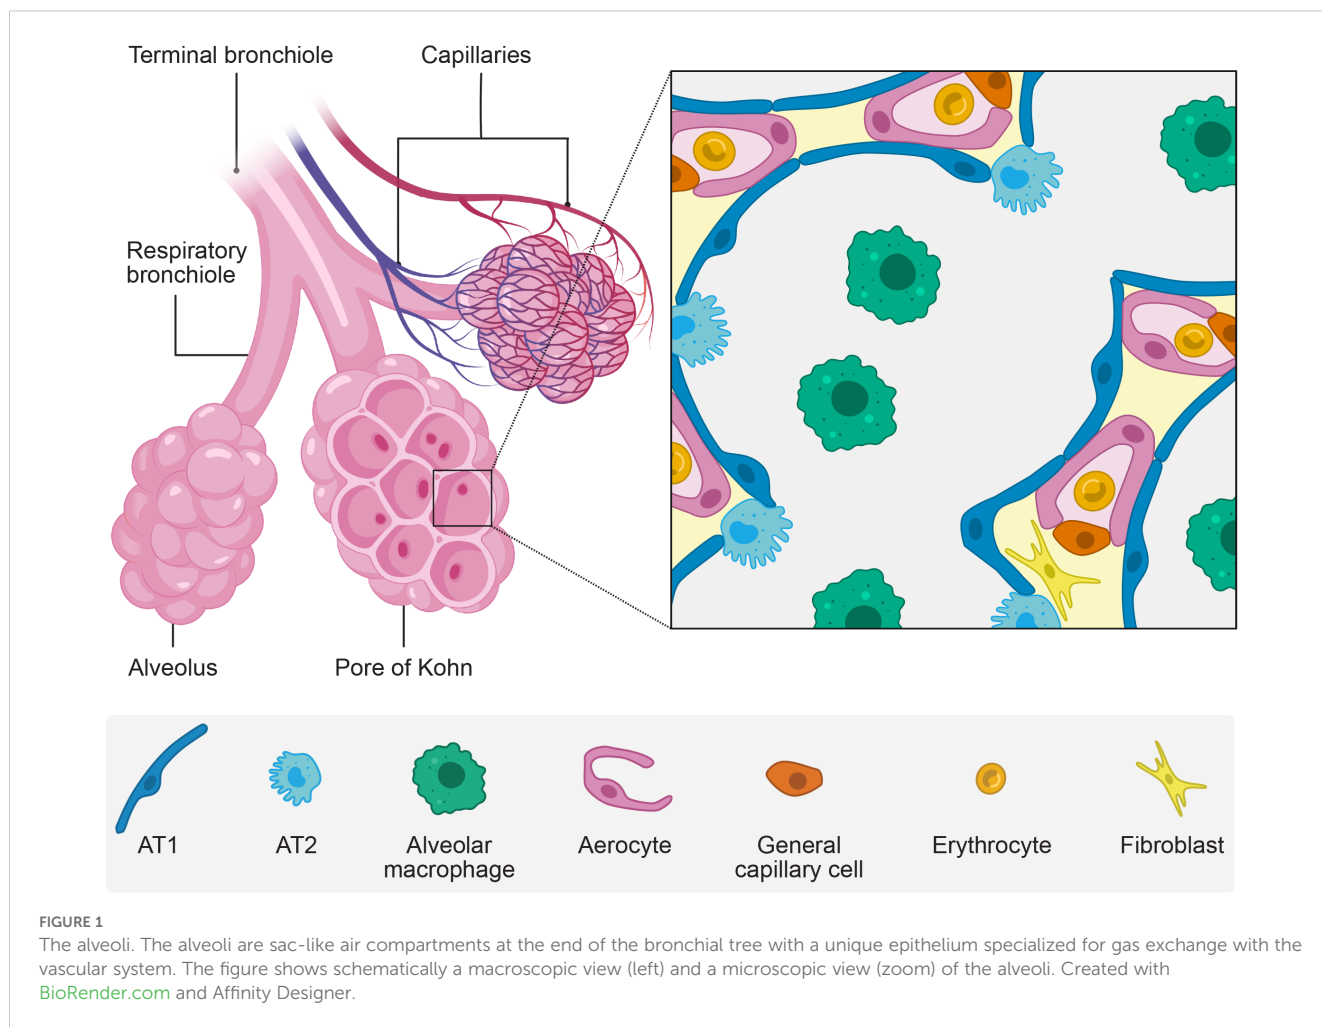 Terminal bronchiole
Capillaries
Respiratory
bronchiole
Alveolus
Pore of Kohn
AT1
AT2
Alveolar
macrophage
Aerocyte
General
capillary cell
Erythrocyte
Fibroblast
FIGURE 1
The alveoli. The alveoli are sac-like air compartments at the end of the bronchial tree with a unique epithelium specialized for gas exchange with the
vascular system. The figure shows schematically a macroscopic view (left) and a microscopic view (zoom) of the alveoli. Created with
BioRender.com and Affinity Designer.